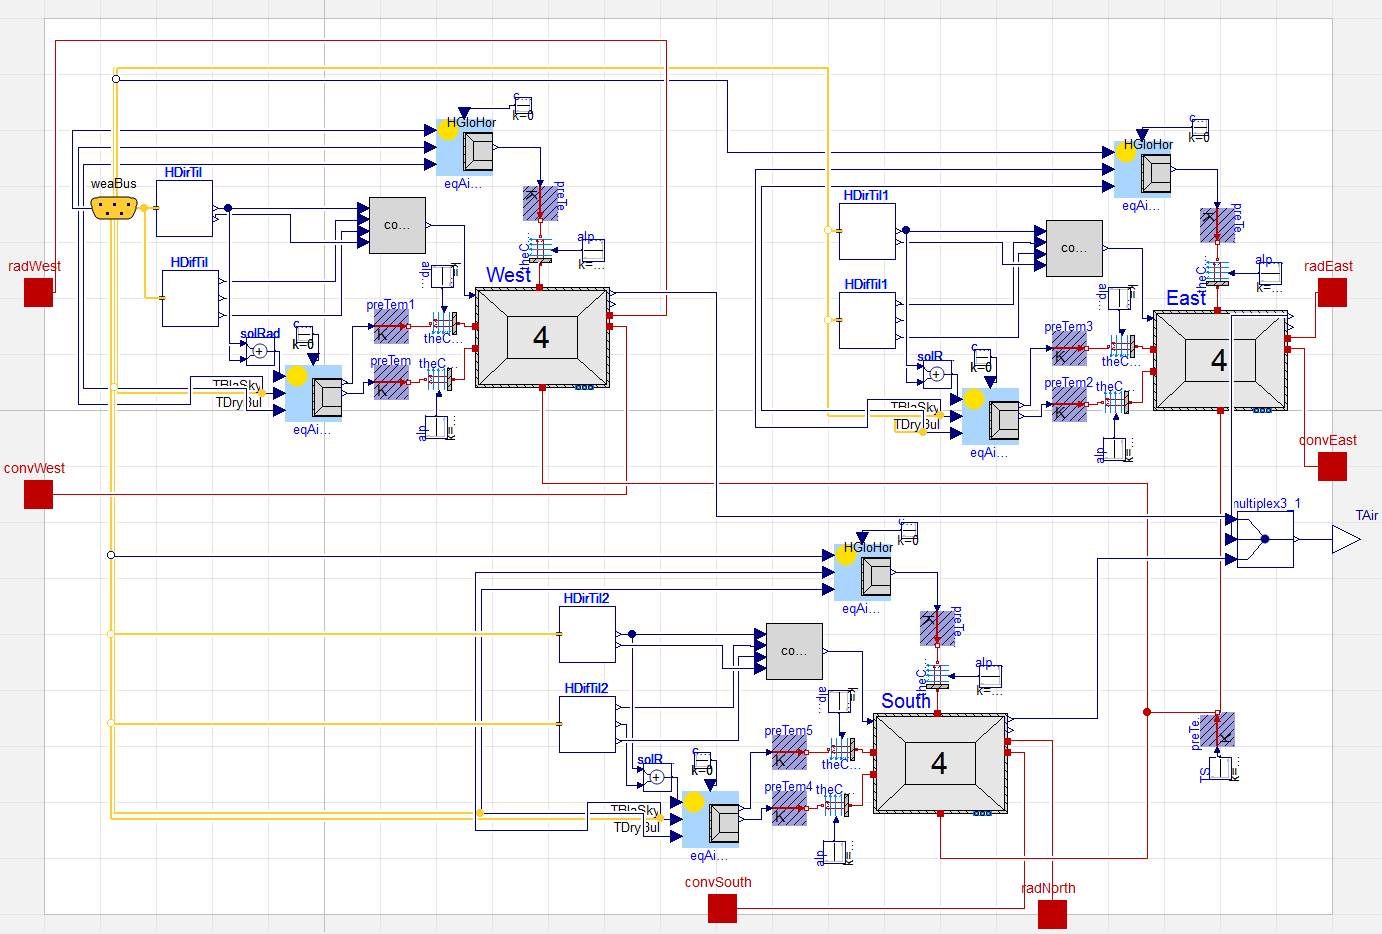 c...
k=0
HGloHor
eqAi...
weaBus
HDirTil
co...
preTe
K
alp...
k=...
theC
radWest
HDifTil
West
4
alp
k=
preTem1
K
theC...
solRad
c...
k=0
preTem
K
theC
TDryBul
eqAi...
alp
k=
convWest
c...
k=0
HGloHor
eqAi...
HDirTil1
co...
preTe
K
alp...
k=...
theC
radEast
HDifTil1
East
4
alp
k=
preTem3
K
theC...
solR
c...
k=0
preTem2
K
theC
TBlaSky
TDryBul
eqAi...
alp
k=
convEast
multiplex3_1
TAir
c...
k=0
HGloHor
eqAi...
HDirTil2
co...
preTe
K
alp...
k=...
theC
HDifTil2
South
4
alp
k=
preTem5
K
theC...
solR
c...
k=0
preTem4
K
theC
TBlaSky
TDryBul
eqAi...
alp
k=
preTe
K
TS
k=
convSouth
radNorth